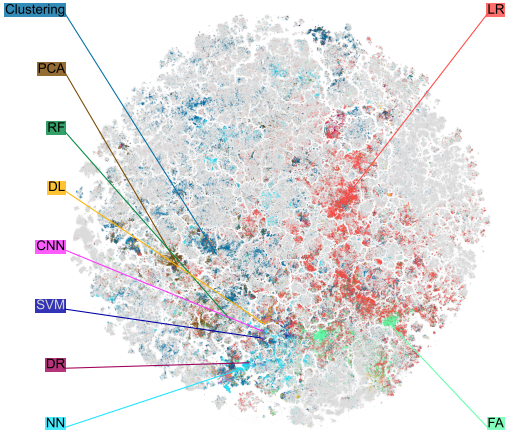 Clustering
LR
PCA
RF
DL
CNN
SVM
DR
NN
FA